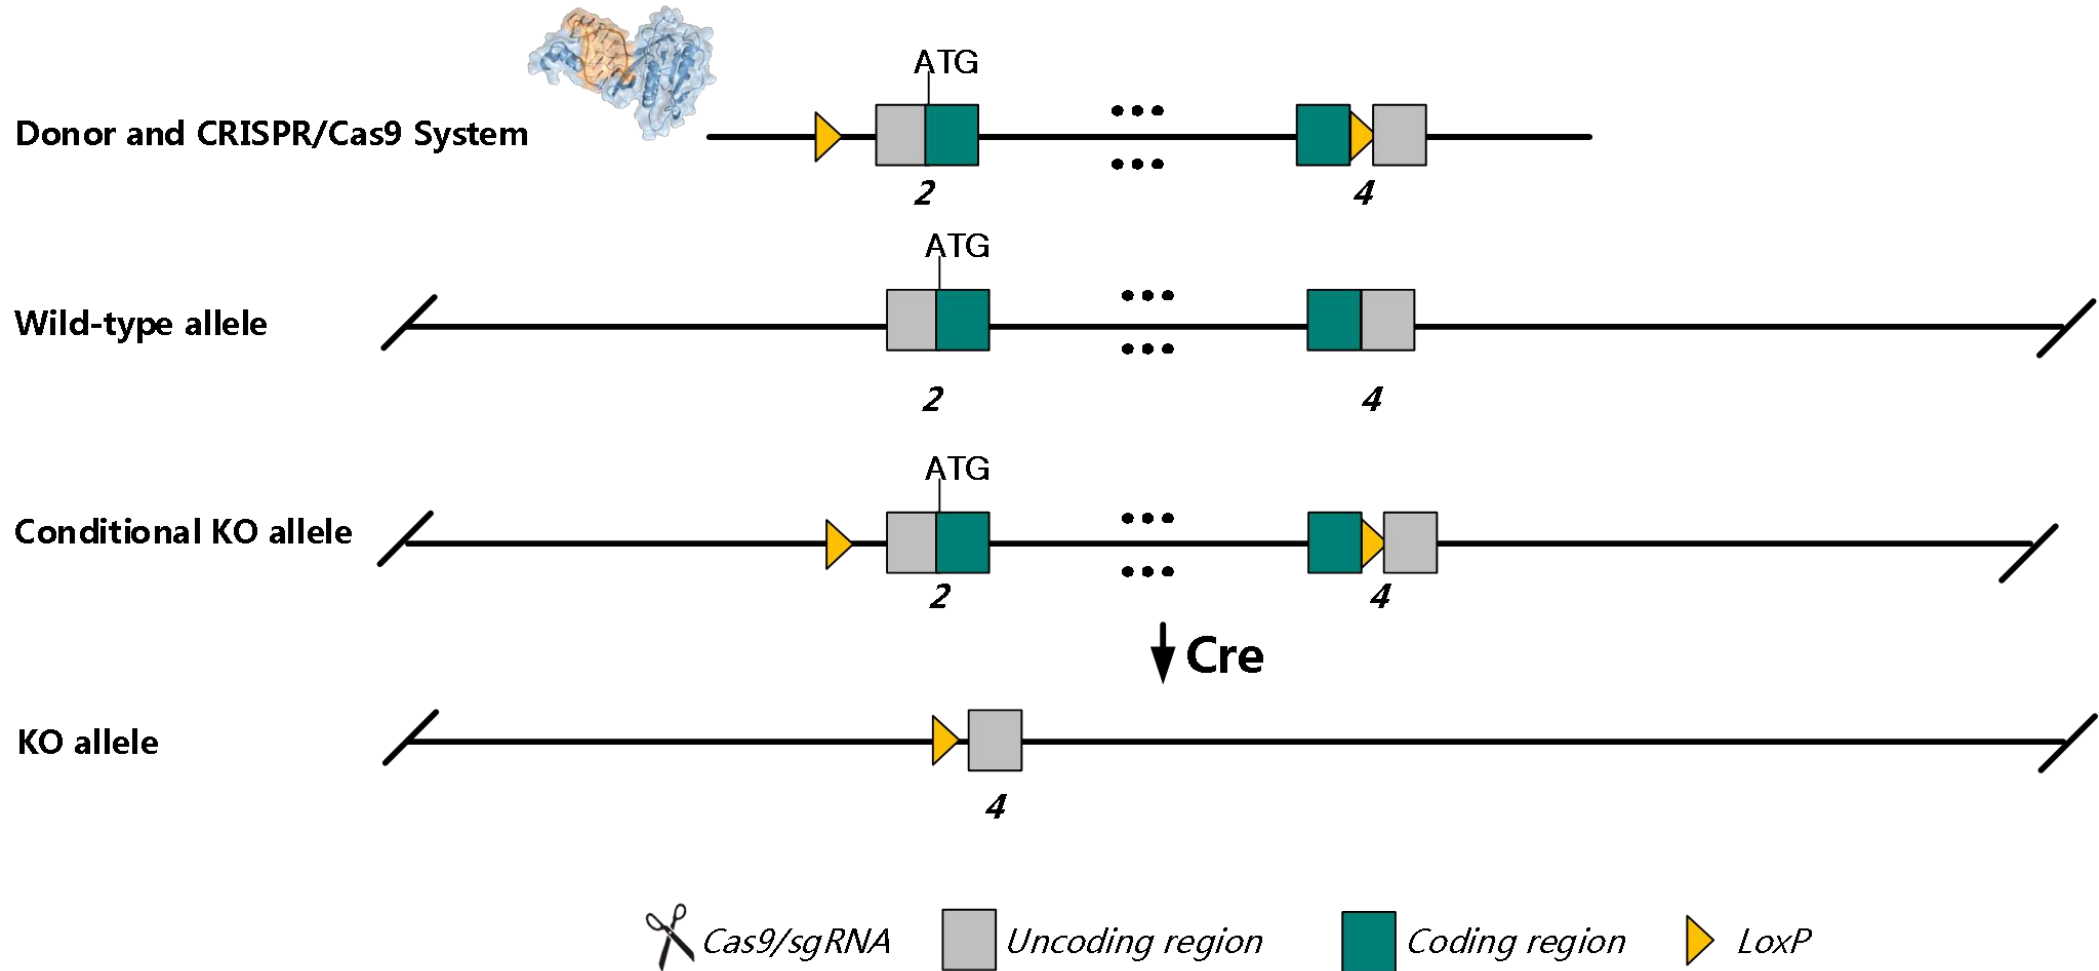 ATG
Donor and CRISPR/Cas9 System
2 4
ATG
Wild-type allele
2 4
ATG
Conditional KO allele
2 4
Cre
KO allele
4
Cas9/sgRNA Uncoding region Coding region LoxP